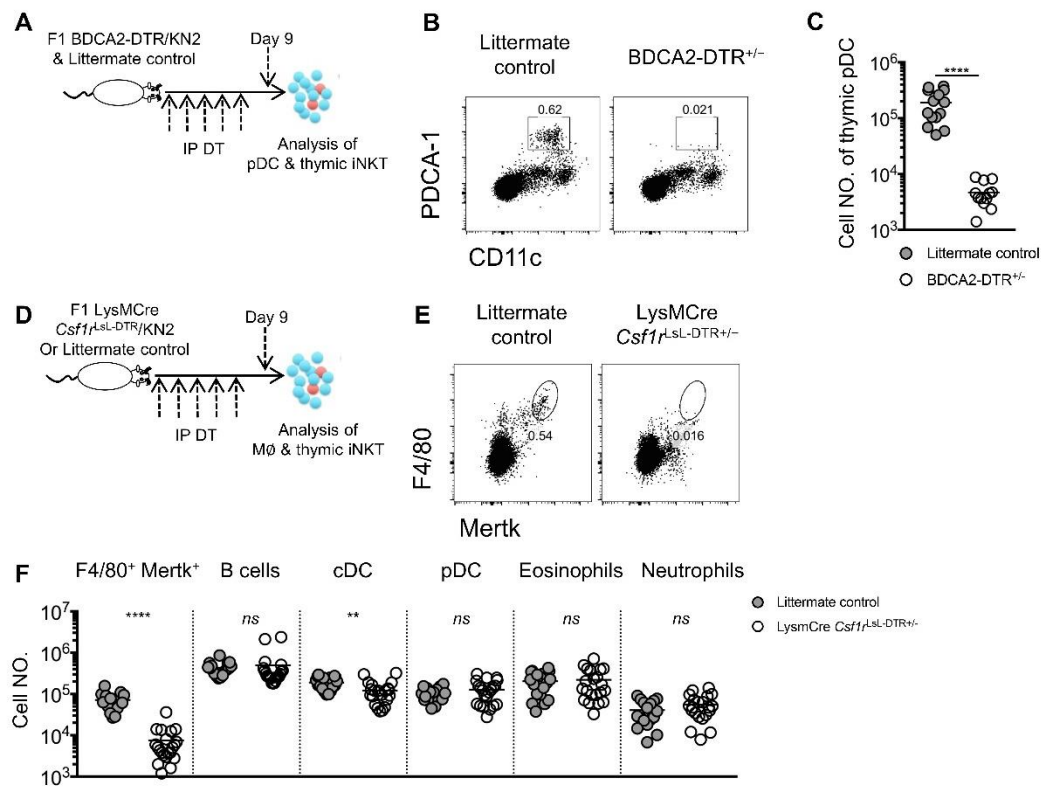 A
F1 BDCA2-DTR/KN2
& Littermate control
Day 9
IP DT
Analysis of
pDC & thymic iNKT
B
Littermate
control
BDCA2-DTR+/−
0.62
0.021
PDCA-1
CD11c
C
****
Cell NO. of thymic pDC
10⁶
10⁵
10⁴
10³
Littermate control
BDCA2-DTR+/-
D
F1 LysMCre
Csf1rLsL-DTR/KN2
Or Littermate control
Day 9
IP DT
Analysis of
MØ & thymic iNKT
E
Littermate
control
LysMCre
Csf1rLsL-DTR+/−
0.54
0.016
F4/80
Mertk
F
F4/80+ Mertk+
B cells
cDC
pDC
Eosinophils
Neutrophils
****
ns
**
ns
ns
ns
Cell NO.
10⁷
10⁶
10⁵
10⁴
10³
Littermate control
LysmCre Csf1rLsL-DTR+/-